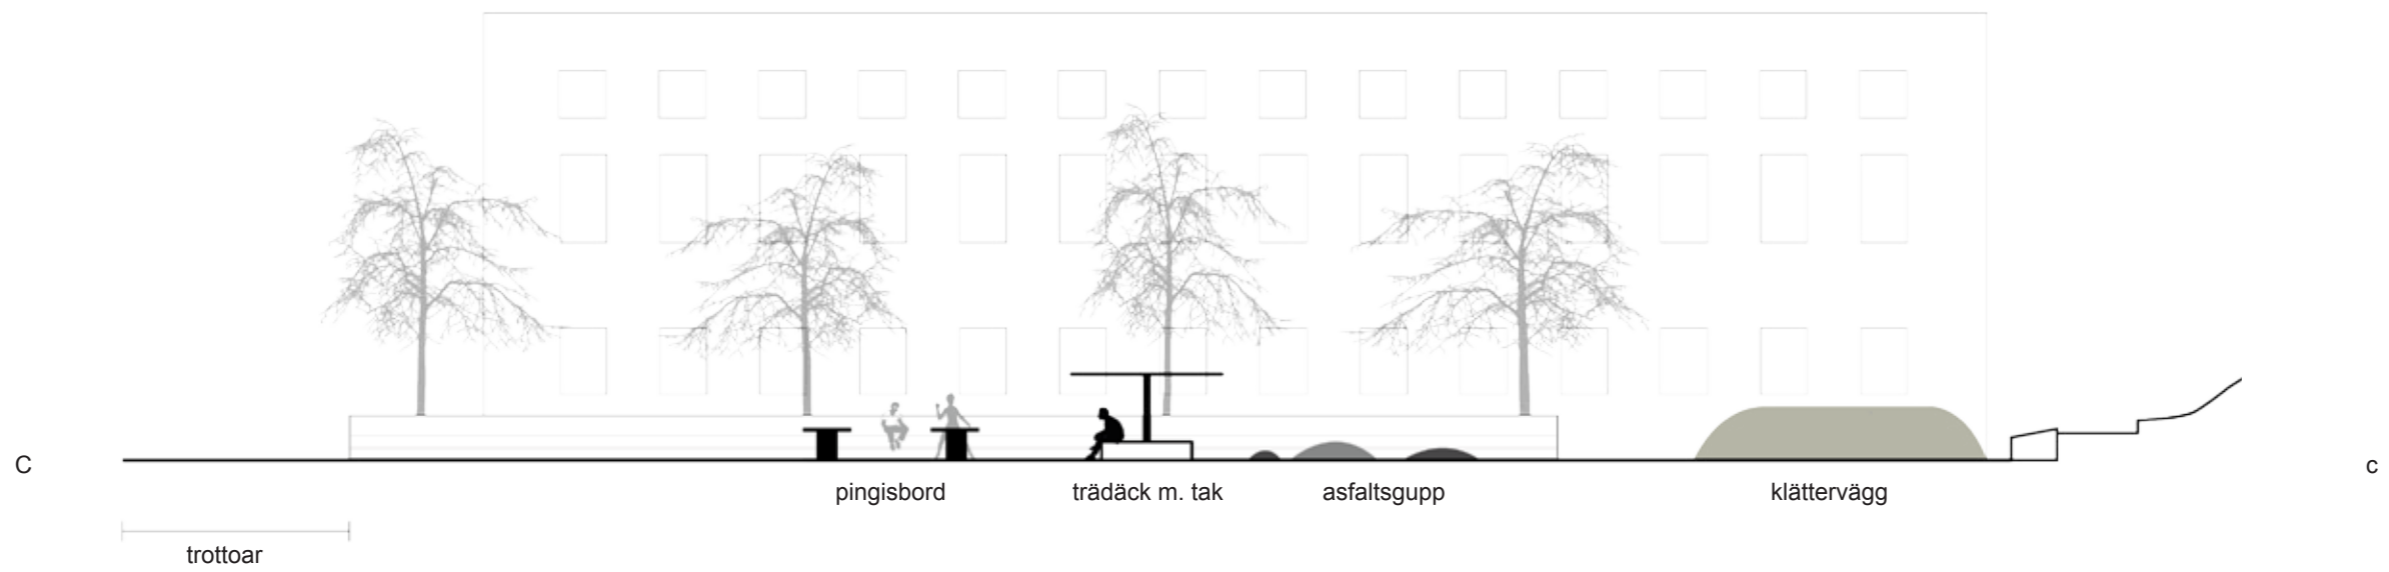 C
c
pingisbord
trädäck m. tak
asfaltsgupp
klättervägg
trottoar